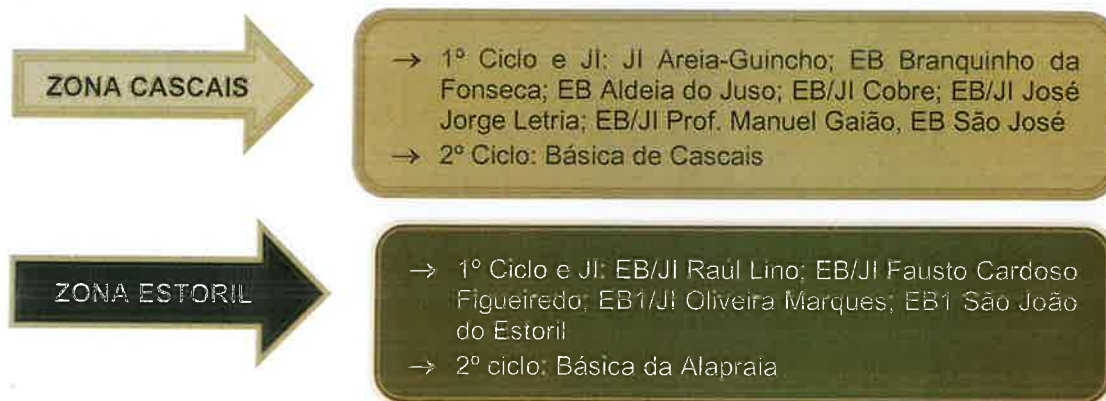 ZONA CASCAIS
→ 1º Ciclo e JI: JI Areia-Guincho; EB Branquinho da
Fonseca; EB Aldeia do Juso; EB/JI Cobre; EB/JI José
Jorge Letria; EB/JI Prof. Manuel Gaião, EB São José
→ 2º Ciclo: Básica de Cascais
ZONA ESTORIL
→ 1º Ciclo e JI: EB/JI Raúl Lino; EB/JI Fausto Cardoso
Figueiredo; EB1/JI Oliveira Marques; EB1 São João
do Estoril
→ 2º ciclo: Básica da Alapraia